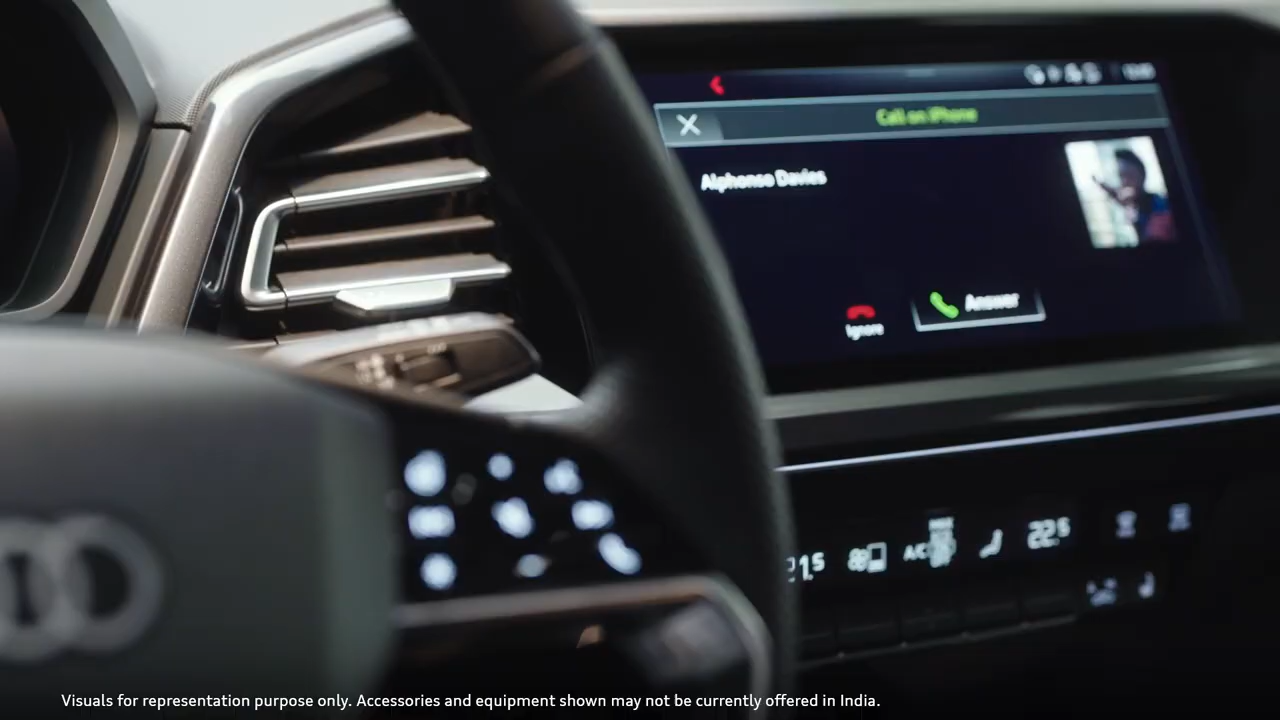 Call on iPhone
Alphonso Davies
Answer
Ignore
A/C
22.5
Visuals for representation purpose only. Accessories and equipment shown may not be currently offered in India.